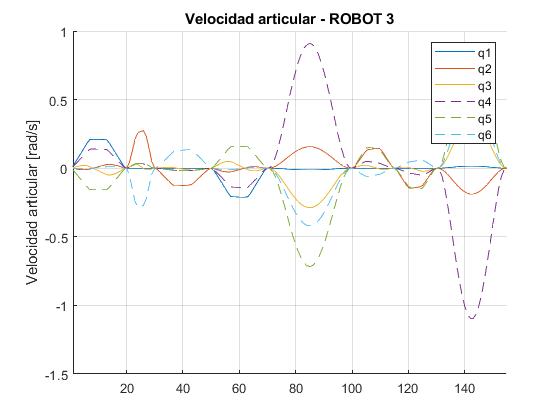 Velocidad articular - ROBOT 3
Velocidad articular [rad/s]
1
0.5
0
-0.5
-1
-1.5
20
40
60
80
100
120
140
q1
q2
q3
q4
q5
q6